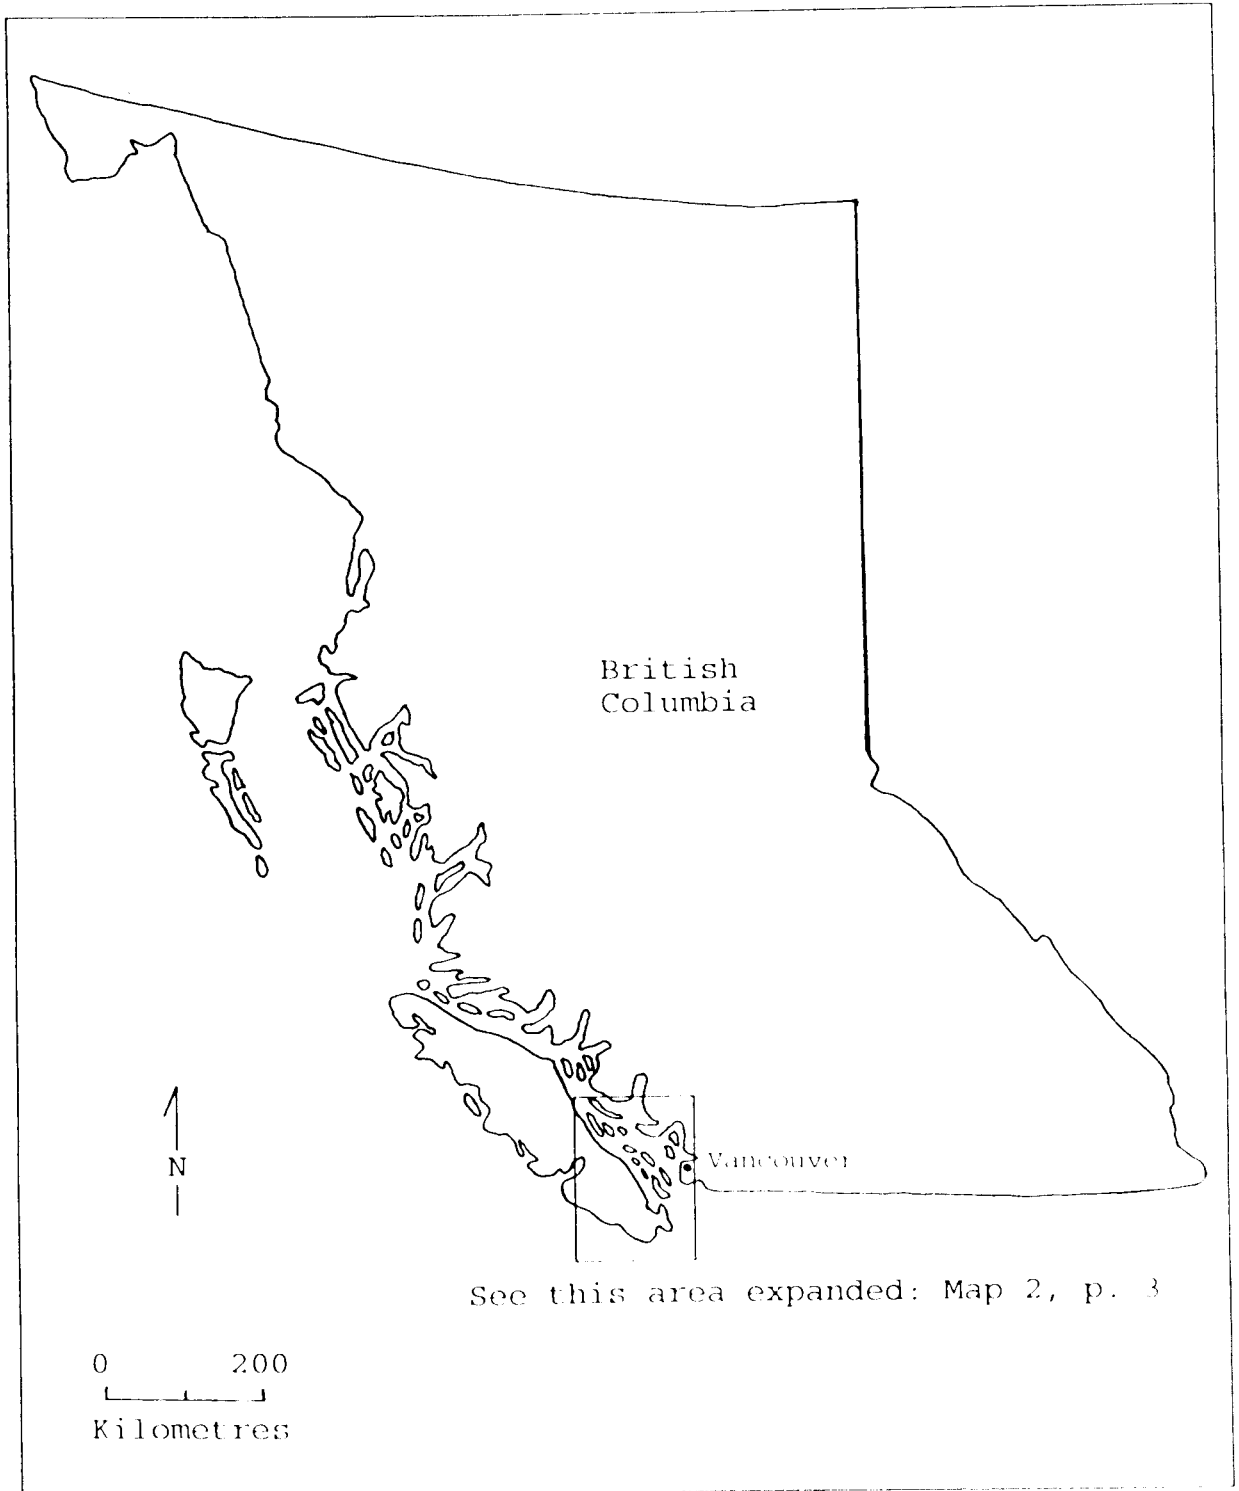 British
Columbia
Vancouver
N
See this area expanded: Map 2, p. 3
0 200
Kilometres